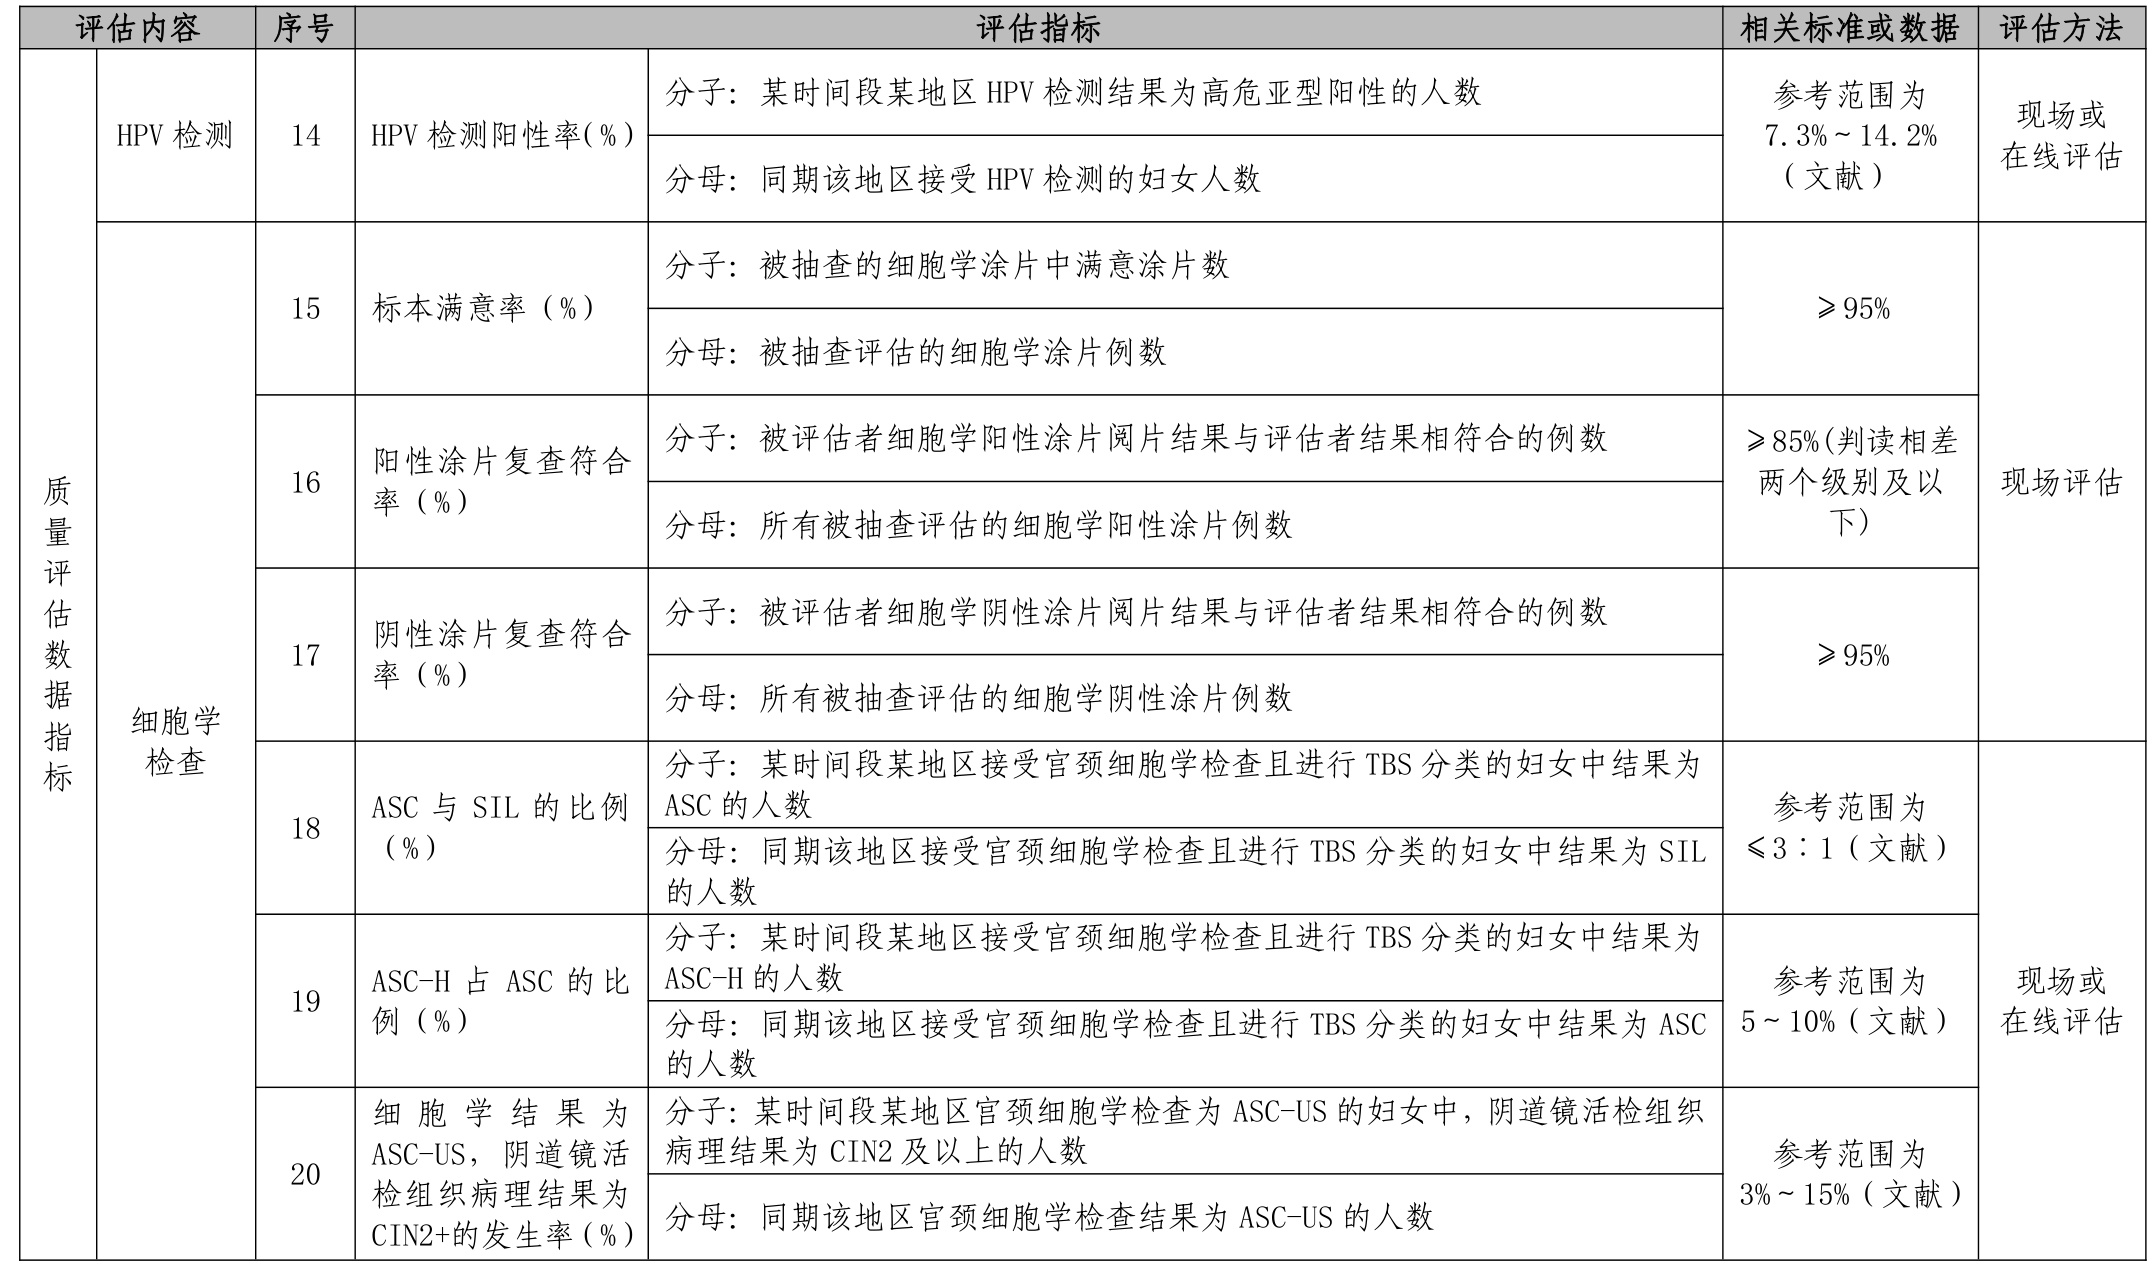 评估内容 序号 评估指标 相关标准或数据 评估方法
质量评估数据指标
HPV 检测
14
HPV 检测阳性率(%)
分子：某时间段某地区 HPV 检测结果为高危亚型阳性的人数
分母：同期该地区接受 HPV 检测的妇女人数
参考范围为
7.3%～14.2%
（文献）
现场或
在线评估
细胞学
检查
15
标本满意率（%）
分子：被抽查的细胞学涂片中满意涂片数
分母：被抽查评估的细胞学涂片例数
≥95%
16
阳性涂片复查符合
率（%）
分子：被评估者细胞学阳性涂片阅片结果与评估者结果相符合的例数
分母：所有被抽查评估的细胞学阳性涂片例数
≥85%(判读相差
两个级别及以
下)
现场评估
17
阴性涂片复查符合
率（%）
分子：被评估者细胞学阴性涂片阅片结果与评估者结果相符合的例数
分母：所有被抽查评估的细胞学阴性涂片例数
≥95%
18
ASC 与 SIL 的比例
（%）
分子：某时间段某地区接受宫颈细胞学检查且进行 TBS 分类的妇女中结果为
ASC 的人数
分母：同期该地区接受宫颈细胞学检查且进行 TBS 分类的妇女中结果为 SIL
的人数
参考范围为
≤3∶1（文献）
19
ASC-H 占 ASC 的比
例（%）
分子：某时间段某地区接受宫颈细胞学检查且进行 TBS 分类的妇女中结果为
ASC-H 的人数
分母：同期该地区接受宫颈细胞学检查且进行 TBS 分类的妇女中结果为 ASC
的人数
参考范围为
5～10%（文献）
现场或
在线评估
20
细胞学结果为
ASC-US，阴道镜活
检组织病理结果为
CIN2+的发生率(%)
分子：某时间段某地区宫颈细胞学检查为 ASC-US 的妇女中，阴道镜活检组织
病理结果为 CIN2 及以上的人数
分母：同期该地区宫颈细胞学检查结果为 ASC-US 的人数
参考范围为
3%～15%（文献）